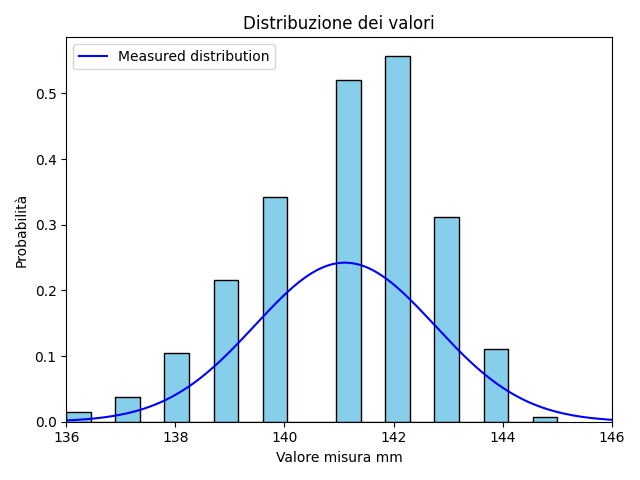 Distribuzione dei valori
Measured distribution
Probabilità
0.5
0.4
0.3
0.2
0.1
0.0
136 138 140 142 144 146
Valore misura mm